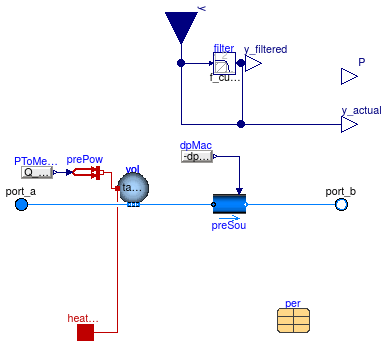 y
filter
y_filtered
f_cu...
P
y_actual
dpMac
-dp...
PToMe...
prePow
vol
Q_...
ta...
port_a
port_b
preSou
per
heat...